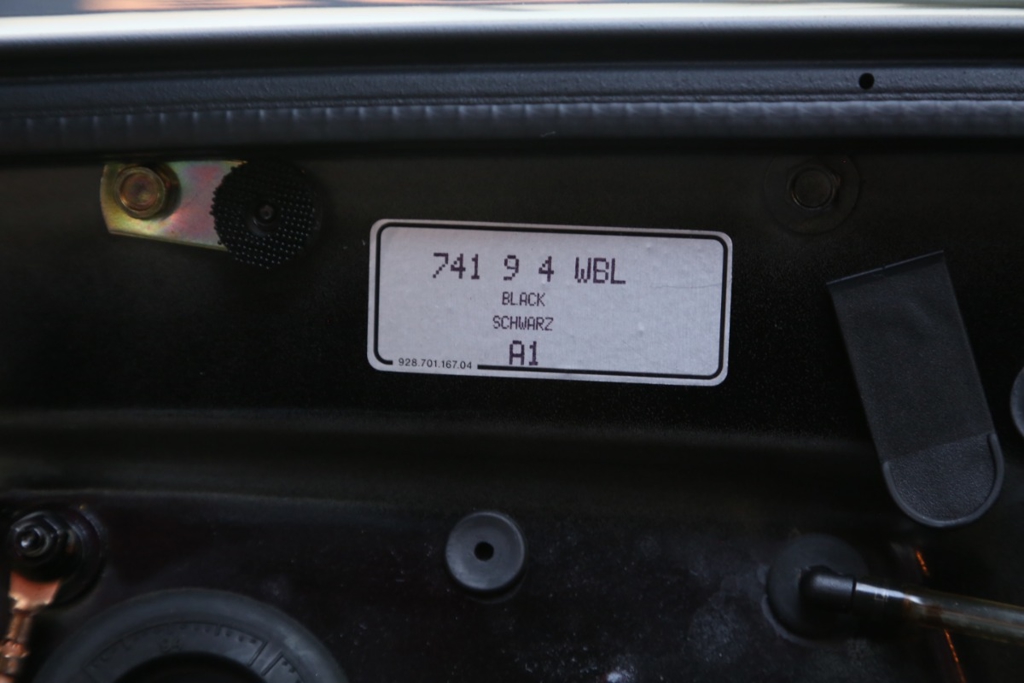 741 9 4 WBL
BLACK
SCHWARZ
A1
928.701.167.04